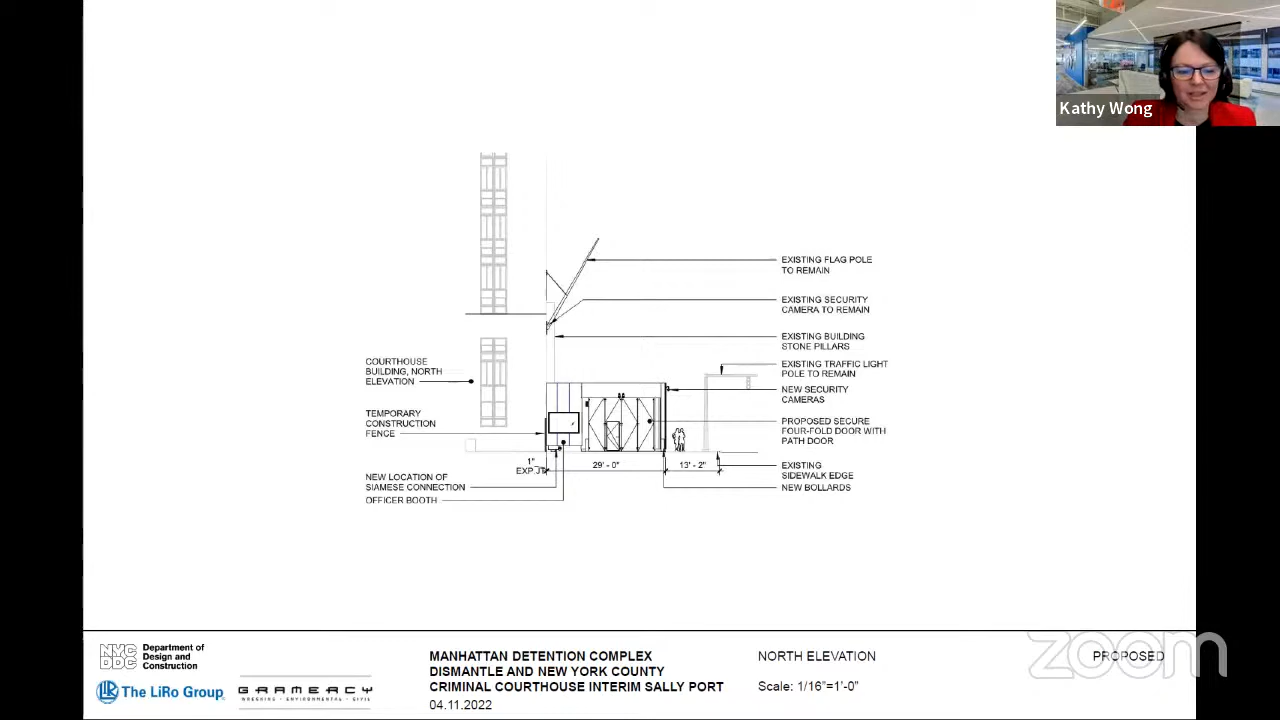 Kathy Wong
EXISTING FLAG POLE
TO REMAIN
EXISTING SECURITY
CAMERA TO REMAIN
EXISTING BUILDING
STONE PILLARS
EXISTING TRAFFIC LIGHT
POLE TO REMAIN
NEW SECURITY
CAMERAS
PROPOSED SECURE
FOUR-FOLD DOOR WITH
PATH DOOR
EXISTING
SIDEWALK EDGE
NEW BOLLARDS
COURTHOUSE
BUILDING, NORTH
ELEVATION
TEMPORARY
CONSTRUCTION
FENCE
1"
EXP.JT
29' - 0"
13' - 2"
NEW LOCATION OF
SIAMESE CONNECTION
OFFICER BOOTH
NYC
DDC
Department of
Design and
Construction
The LiRo Group
GRAMERCY
WRECKING · ENVIRONMENTAL · CIVIL
MANHATTAN DETENTION COMPLEX
DISMANTLE AND NEW YORK COUNTY
CRIMINAL COURTHOUSE INTERIM SALLY PORT
04.11.2022
NORTH ELEVATION
Scale: 1/16"=1'-0"
PROPOSED
zoom